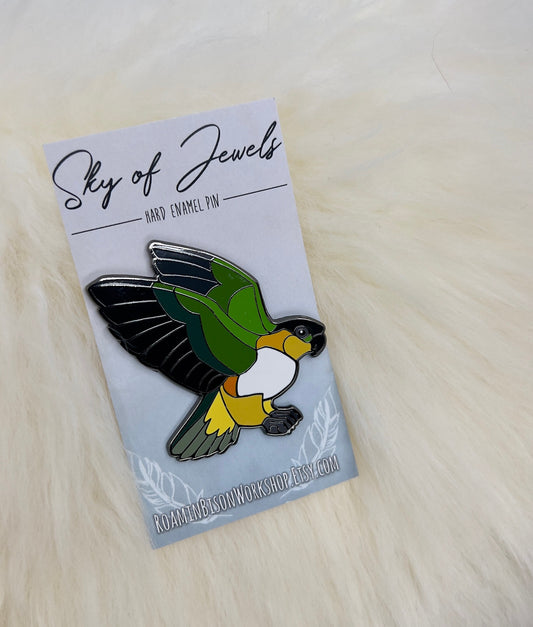 Sky of Jewels
HARD ENAMEL PIN
ROAMINBISONWORKSHOP.ETSY.COM